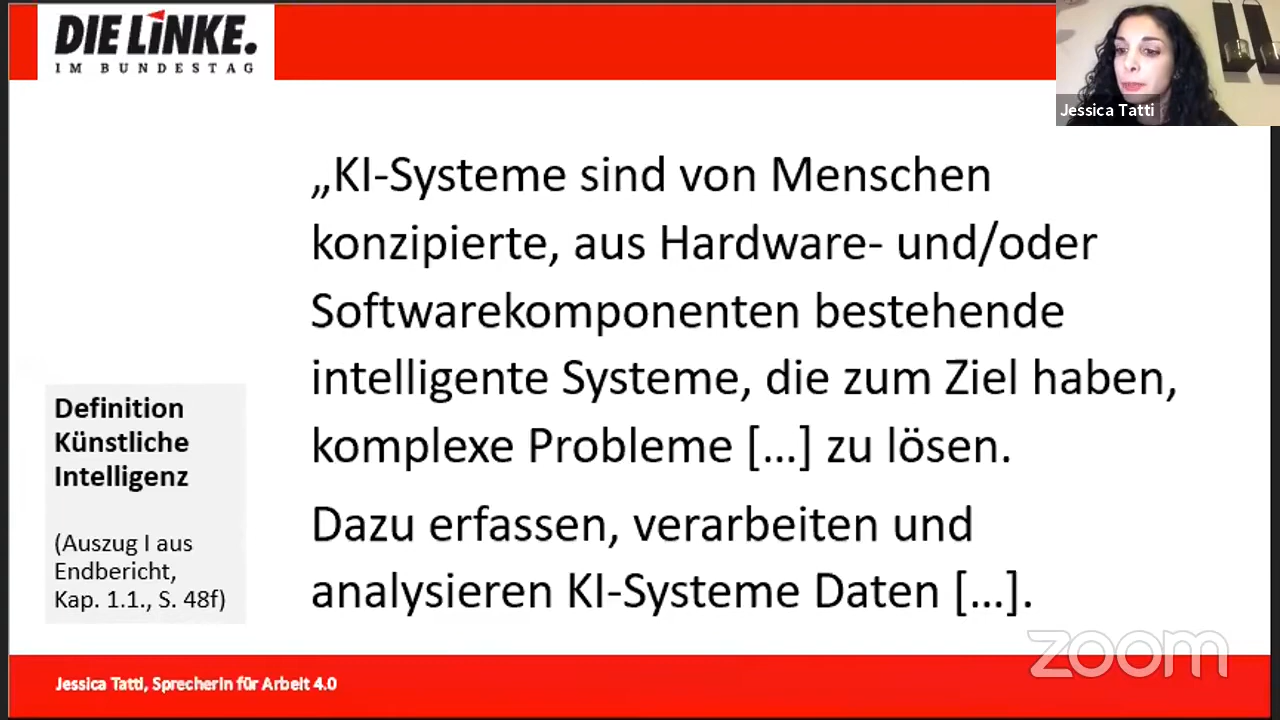 DIE LINKE.
IM BUNDESTAG
Jessica Tatti
„KI-Systeme sind von Menschen
konzipierte, aus Hardware- und/oder
Softwarekomponenten bestehende
intelligente Systeme, die zum Ziel haben,
komplexe Probleme [...] zu lösen.
Dazu erfassen, verarbeiten und
analysieren KI-Systeme Daten [...].
Definition
Künstliche
Intelligenz
(Auszug I aus
Endbericht,
Kap. 1.1., S. 48f)
zoom
Jessica Tatti, Sprecherin für Arbeit 4.0